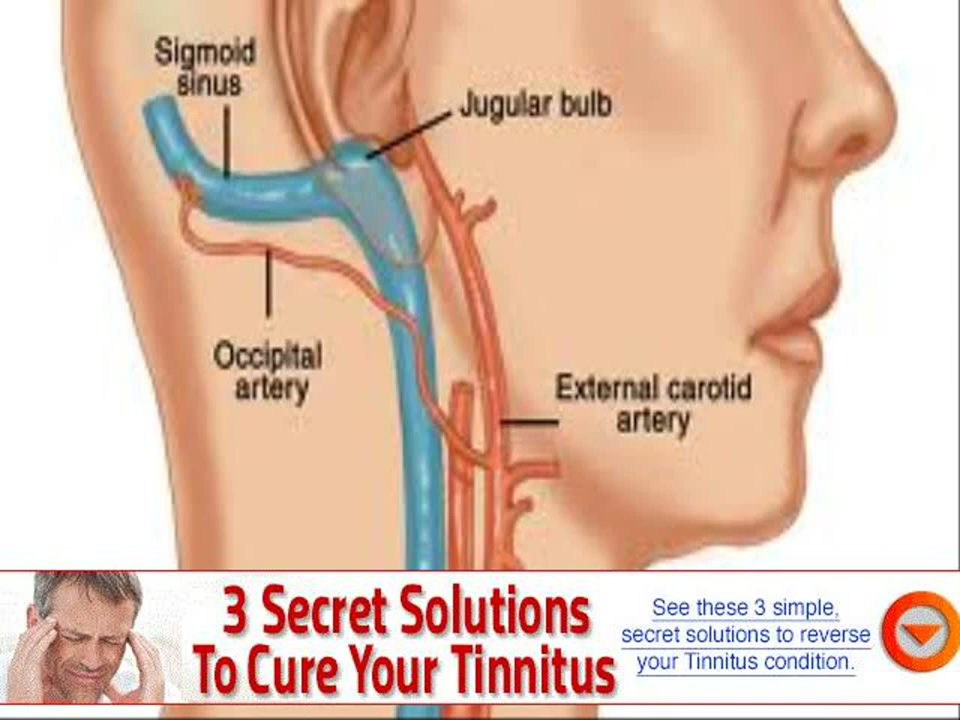 Sigmoid
sinus
Jugular bulb
Occipital
artery
External carotid
artery
3 Secret Solutions
To Cure Your Tinnitus
See these 3 simple,
secret solutions to reverse
your Tinnitus condition.